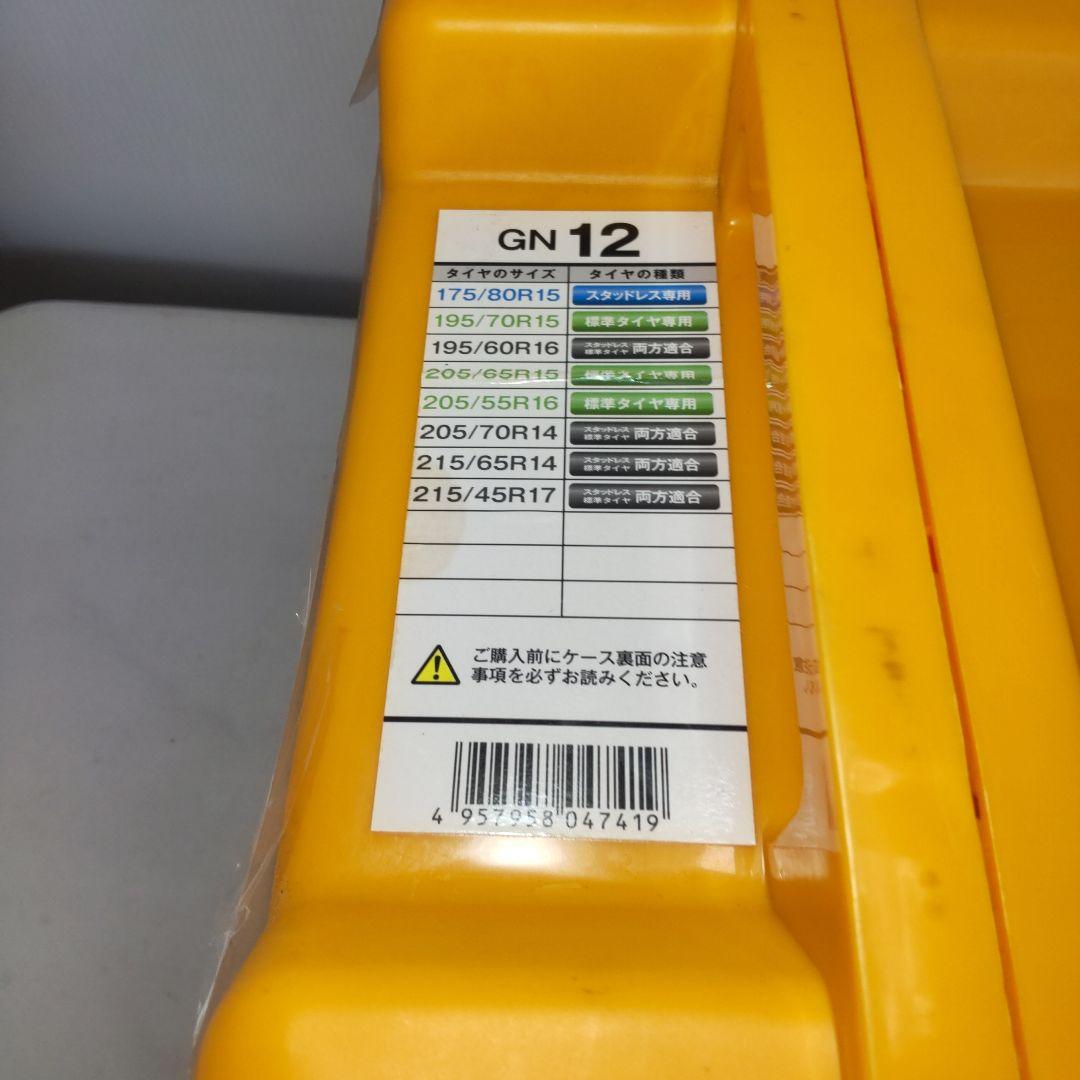 GN 12
タイヤのサイズ タイヤの種類
175/80R15 スタッドレス専用
195/70R15 標準タイヤ専用
195/60R16 スタッドレス 標準タイヤ 両方適合
205/65R15 標準タイヤ専用
205/55R16 標準タイヤ専用
205/70R14 スタッドレス 標準タイヤ 両方適合
215/65R14 スタッドレス 標準タイヤ 両方適合
215/45R17 スタッドレス 標準タイヤ 両方適合
ご購入前にケース裏面の注意
事項を必ずお読みください。
4 957958 047419